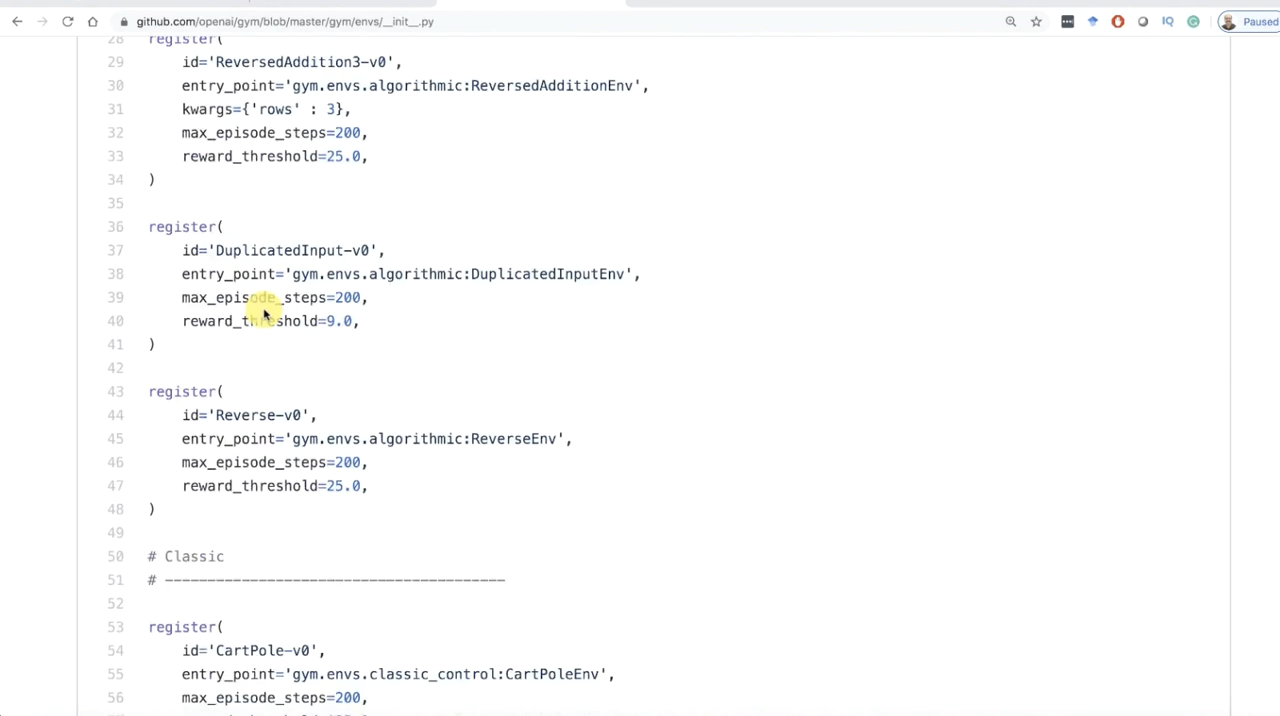 github.com/openai/gym/blob/master/gym/envs/__init__.py
IQ
Paused
28 register(
29 id='ReversedAddition3-v0',
30 entry_point='gym.envs.algorithmic:ReversedAdditionEnv',
31 kwargs={'rows' : 3},
32 max_episode_steps=200,
33 reward_threshold=25.0,
34 )
35
36 register(
37 id='DuplicatedInput-v0',
38 entry_point='gym.envs.algorithmic:DuplicatedInputEnv',
39 max_episode_steps=200,
40 reward_threshold=9.0,
41 )
42
43 register(
44 id='Reverse-v0',
45 entry_point='gym.envs.algorithmic:ReverseEnv',
46 max_episode_steps=200,
47 reward_threshold=25.0,
48 )
49
50 # Classic
51 # ----------------------------------------
52
53 register(
54 id='CartPole-v0',
55 entry_point='gym.envs.classic_control:CartPoleEnv',
56 max_episode_steps=200,